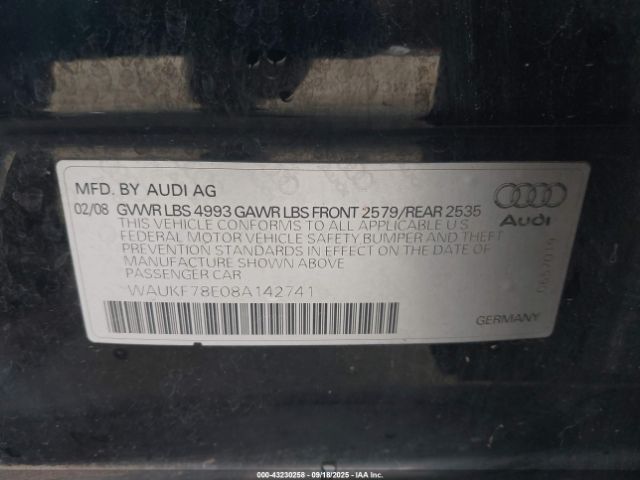 MFD. BY AUDI AG
02/08 GVWR LBS 4993 GAWR LBS FRONT 2579/REAR 2535
THIS VEHICLE CONFORMS TO ALL APPLICABLE U.S
FEDERAL MOTOR VEHICLE SAFETY BUMPER AND THEFT
PREVENTION STANDARDS IN EFFECT ON THE DATE OF
MANUFACTURE SHOWN ABOVE
PASSENGER CAR
WAUKF78E08A142741
Audi
GERMANY
000-43230258 - 09/18/2025 - IAAI.COM